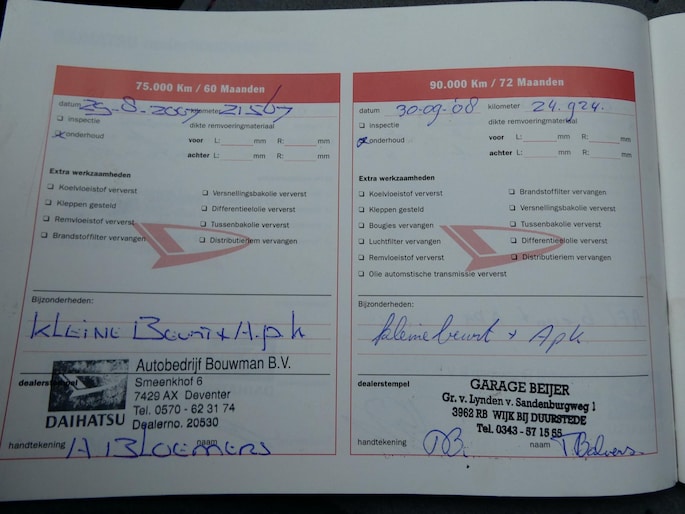 75.000 Km / 60 Maanden
datum 29-8-2007 kilometer 21567
inspectie dikte remvoeringmateriaal
onderhoud voor L: mm R: mm
achter L: mm R: mm
Extra werkzaamheden
Koelvloeistof ververst Versnellingsbakolie ververst
Kleppen gesteld Differentieelolie ververst
Remvloeistof ververst Tussenbakolie ververst
Brandstoffilter vervangen Distributieriem vervangen
Bijzonderheden:
KLEINE Beurt + A.p.k
dealerstempel
DAIHATSU
Autobedrijf Bouwman B.V.
Smeenkhof 6
7429 AX Deventer
Tel. 0570 - 62 31 74
Dealerno. 20530
handtekening naam
A. BLOEMERS
90.000 Km / 72 Maanden
datum 30-09-'08 kilometer 24.924.
inspectie dikte remvoeringmateriaal
onderhoud voor L: mm R: mm
achter L: mm R: mm
Extra werkzaamheden
Koelvloeistof ververst Brandstoffilter vervangen
Kleppen gesteld Versnellingsbakolie ververst
Bougies vervangen Tussenbakolie ververst
Luchtfilter vervangen Differentieelolie ververst
Remvloeistof ververst Distributieriem vervangen
Olie automatische transmissie ververst
Bijzonderheden:
kleine beurt + Apk
dealerstempel
GARAGE BEIJER
Gr. v. Lynden v. Sandenburgweg 1
3962 RB WIJK BIJ DUURSTEDE
Tel. 0343 - 57 15 55
handtekening naam